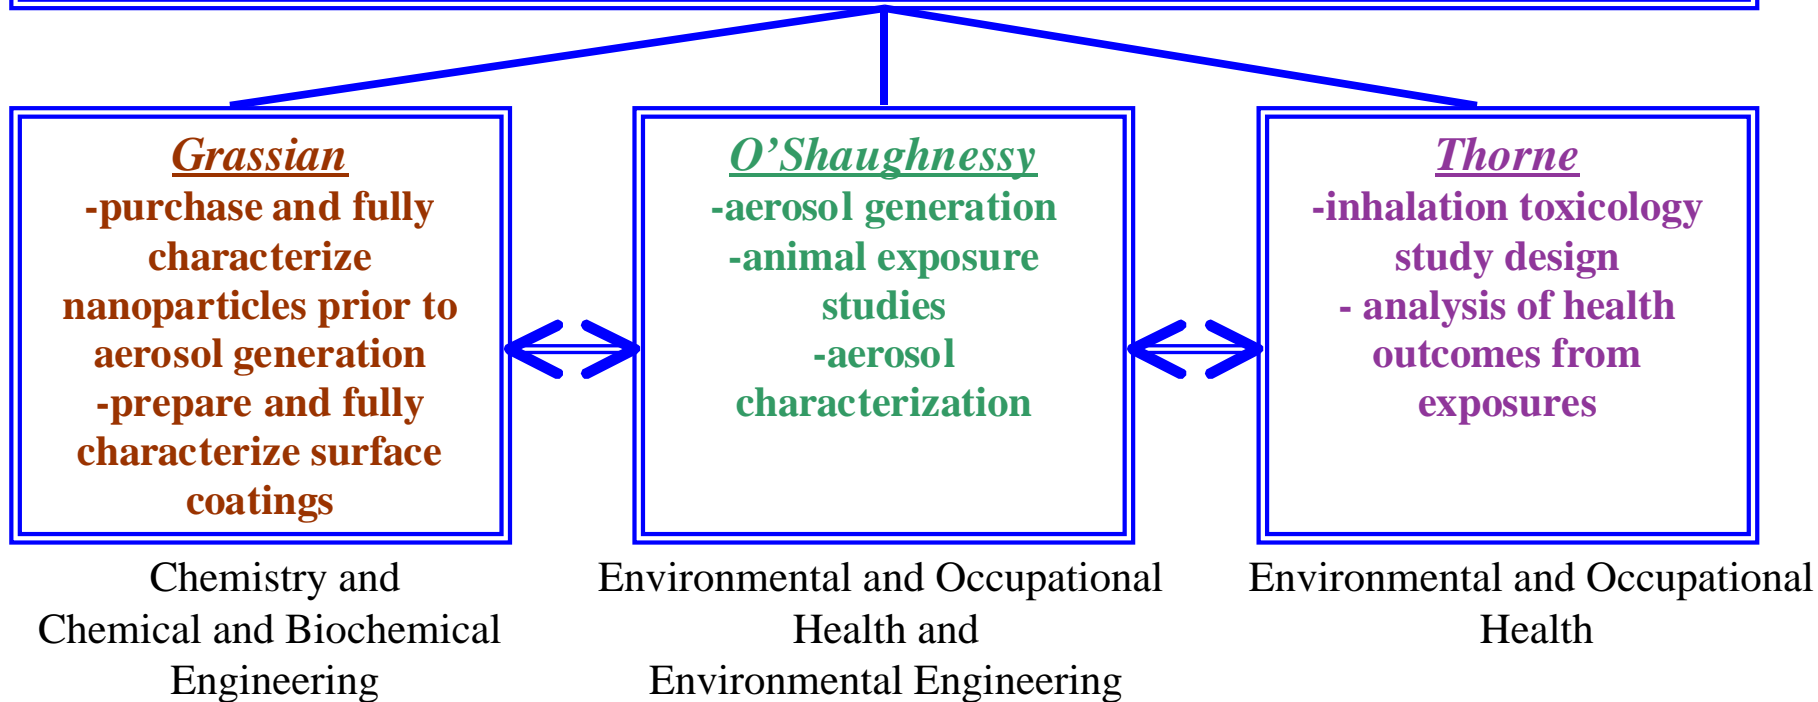 Grassian
-purchase and fully
characterize
nanoparticles prior to
aerosol generation
-prepare and fully
characterize surface
coatings
O’Shaughnessy
-aerosol generation
-animal exposure
studies
-aerosol
characterization
Thorne
-inhalation toxicology
study design
- analysis of health
outcomes from
exposures
Chemistry and
Chemical and Biochemical
Engineering
Environmental and Occupational
Health and
Environmental Engineering
Environmental and Occupational
Health